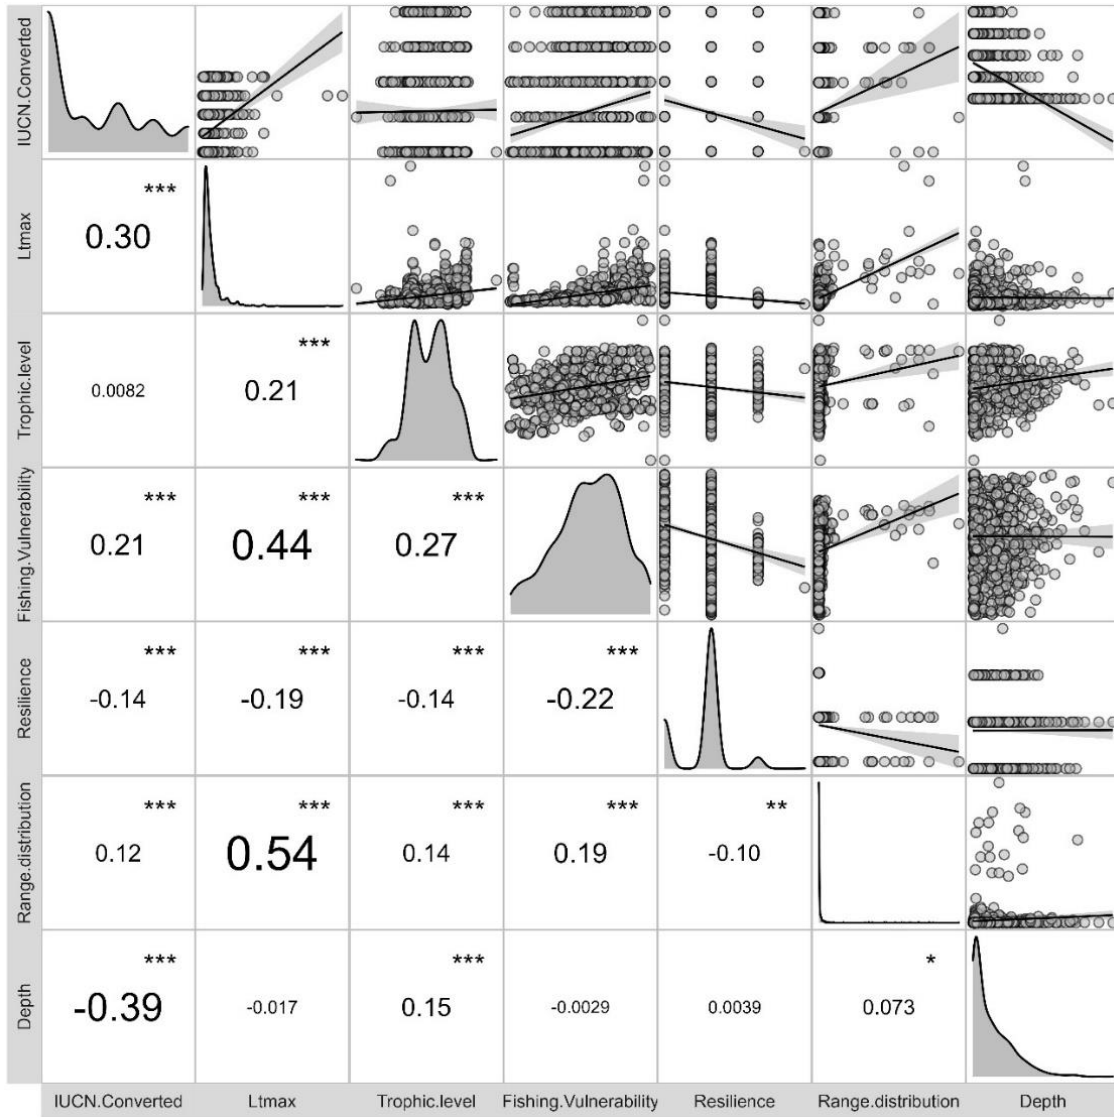 IUCN.Converted
Ltmax
*** 0.30
Trophic.level
0.0082
*** 0.21
Fishing.Vulnerability
*** 0.21
*** 0.44
*** 0.27
Resilience
*** -0.14
*** -0.19
*** -0.14
*** -0.22
Range.distribution
*** 0.12
*** 0.54
*** 0.14
*** 0.19
** -0.10
Depth
*** -0.39
-0.017
*** 0.15
-0.0029
0.0039
* 0.073
IUCN.Converted Ltmax Trophic.level Fishing.Vulnerability Resilience Range.distribution Depth